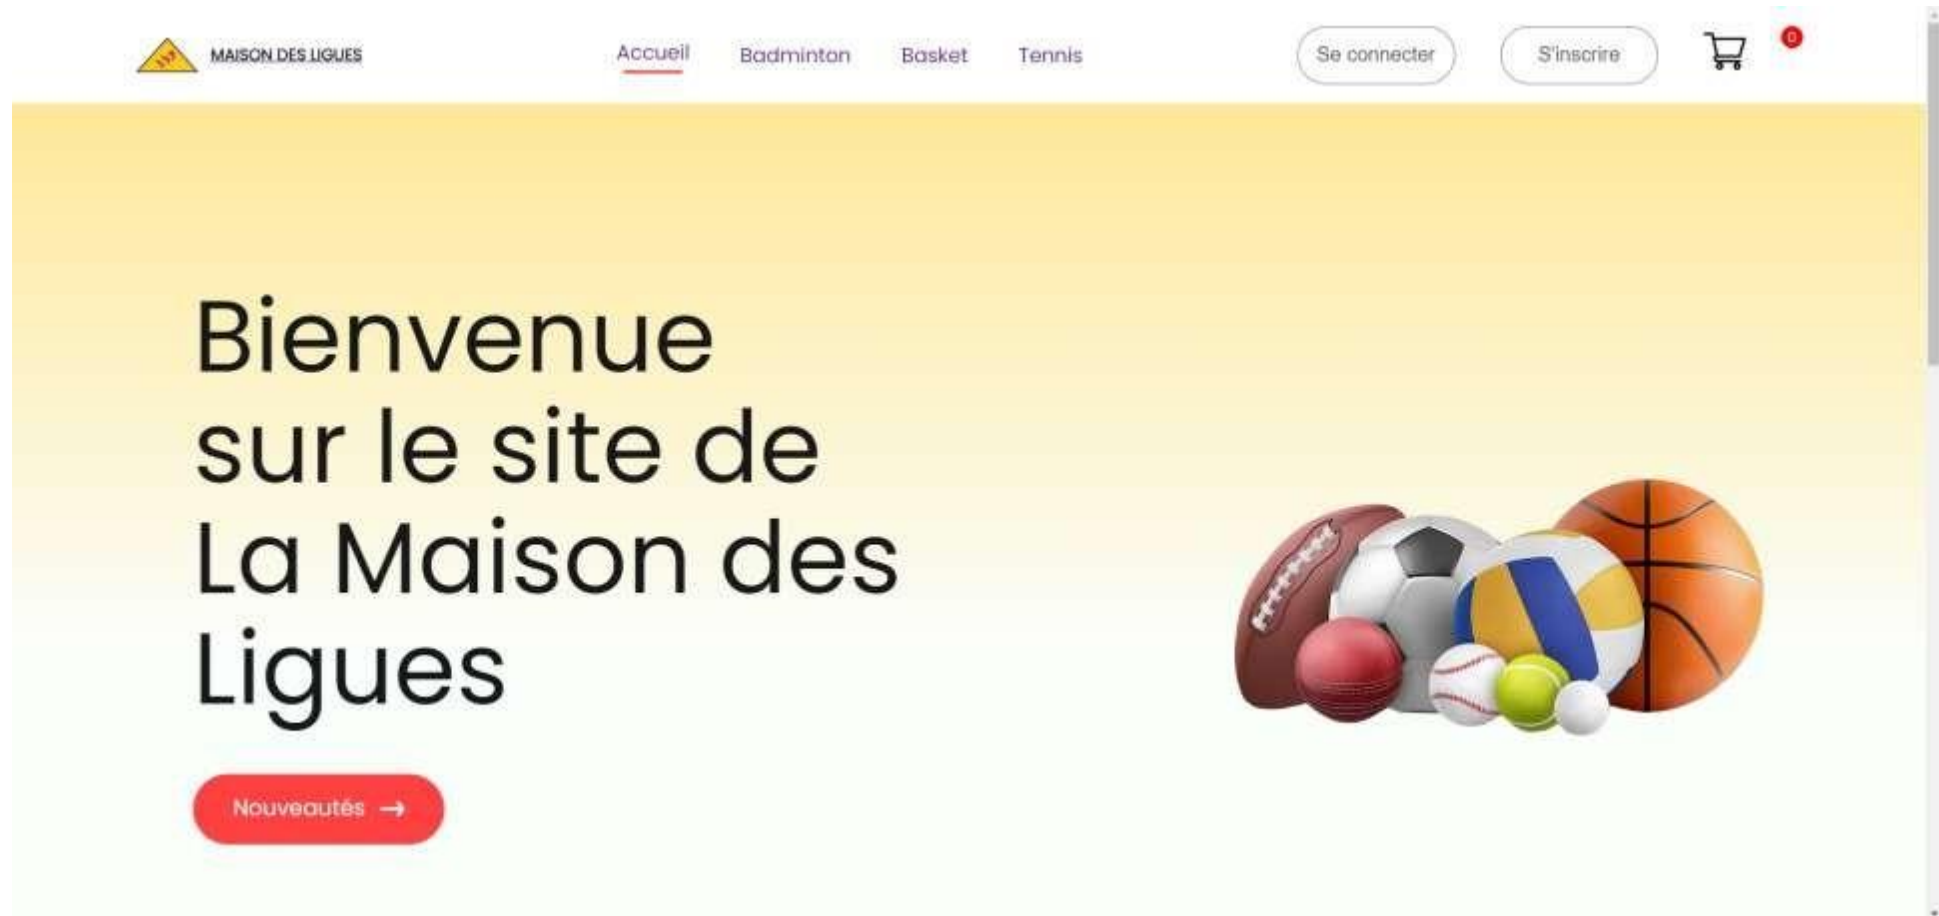 MAISON DES LIGUES
Accueil
Badminton
Basket
Tennis
Se connecter
S'inscrire
0
Bienvenue
sur le site de
La Maison des
Ligues
Nouveautés →